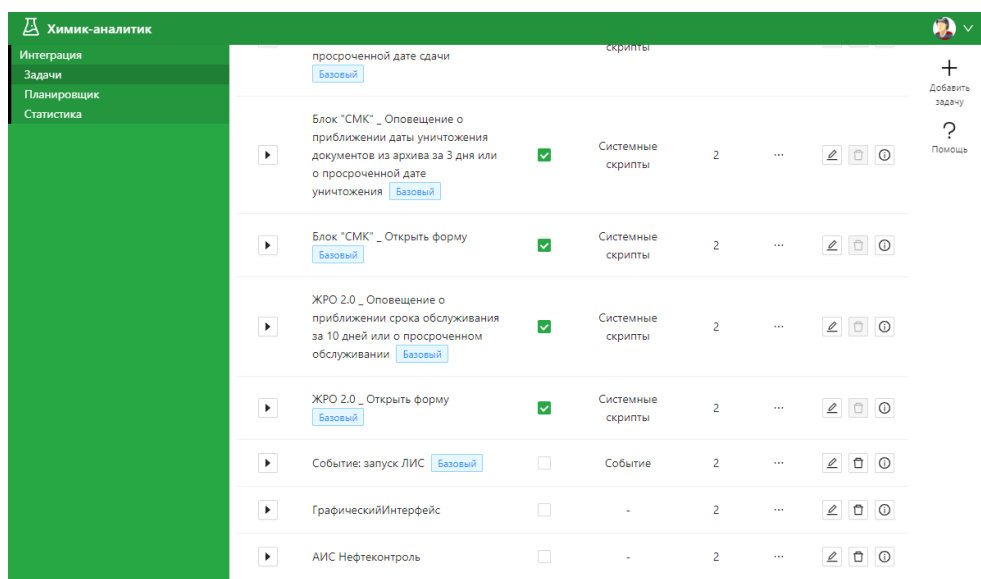 Химик-аналитик
Интеграция
Задачи
Планировщик
Статистика
просроченной дате сдачи
скрипты
Базовый
Блок "СМК" _ Оповещение о
приближении даты уничтожения
документов из архива за 3 дня или
о просроченной дате
уничтожения Базовый
Системные
скрипты
2
...
Блок "СМК" _ Открыть форму
Базовый
Системные
скрипты
2
...
ЖРО 2.0 _ Оповещение о
приближении срока обслуживания
за 10 дней или о просроченном
обслуживании Базовый
Системные
скрипты
2
...
ЖРО 2.0 _ Открыть форму
Базовый
Системные
скрипты
2
...
Событие: запуск ЛИС Базовый
Событие
2
...
ГрафическийИнтерфейс
-
2
...
АИС Нефтеконтроль
-
2
...
Добавить
задачу
?
Помощь